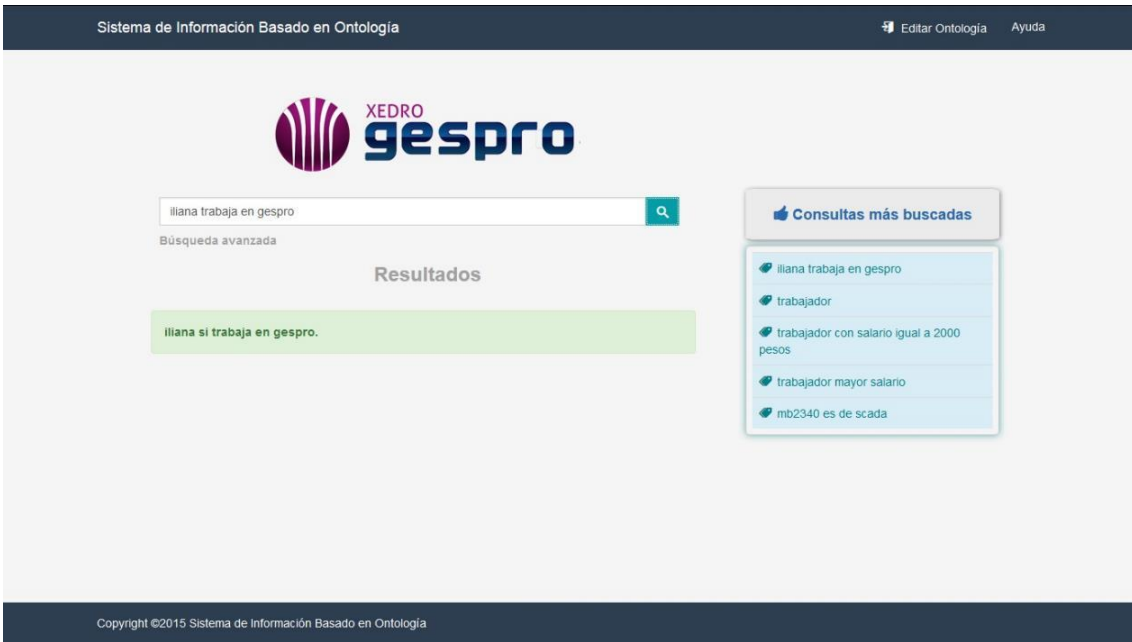 Sistema de Información Basado en Ontología
Editar Ontología
Ayuda
XEDRO
gespro
iliana trabaja en gespro
Búsqueda avanzada
Resultados
iliana si trabaja en gespro.
Consultas más buscadas
iliana trabaja en gespro
trabajador
trabajador con salario igual a 2000
pesos
trabajador mayor salario
mb2340 es de scada
Copyright ©2015 Sistema de Información Basado en Ontología